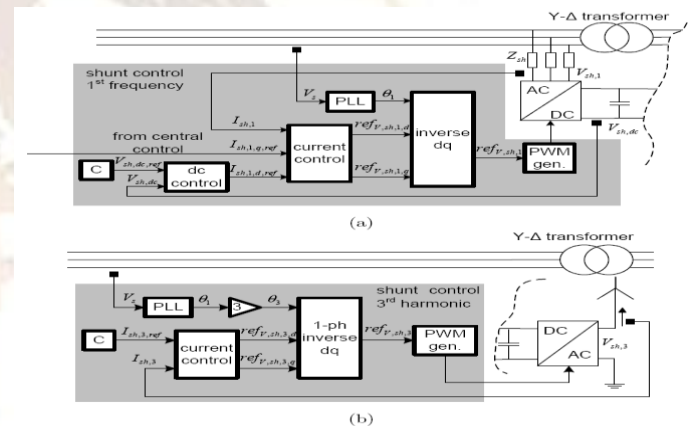 Y-Δ transformer
shunt control
1st frequency
Z_sh
V_sh,1
AC
DC
V_s
PLL
θ_1
V_sh,dc
I_sh,1
from central
control
I_sh,1,q,ref
current
control
ref_V,sh,1,d
inverse
dq
ref_V,sh,1
PWM
gen.
C
V_sh,dc,ref
V_sh,dc
dc
control
I_sh,1,d,ref
ref_V,sh,1,q
(a)
Y-Δ transformer
shunt control
3rd harmonic
V_s
PLL
θ_1
3
θ_3
C
I_sh,3,ref
I_sh,3
current
control
ref_V,sh,3,d
ref_V,sh,3,q
1-ph
inverse
dq
ref_V,sh,3
PWM
gen.
DC
AC
V_sh,3
(b)